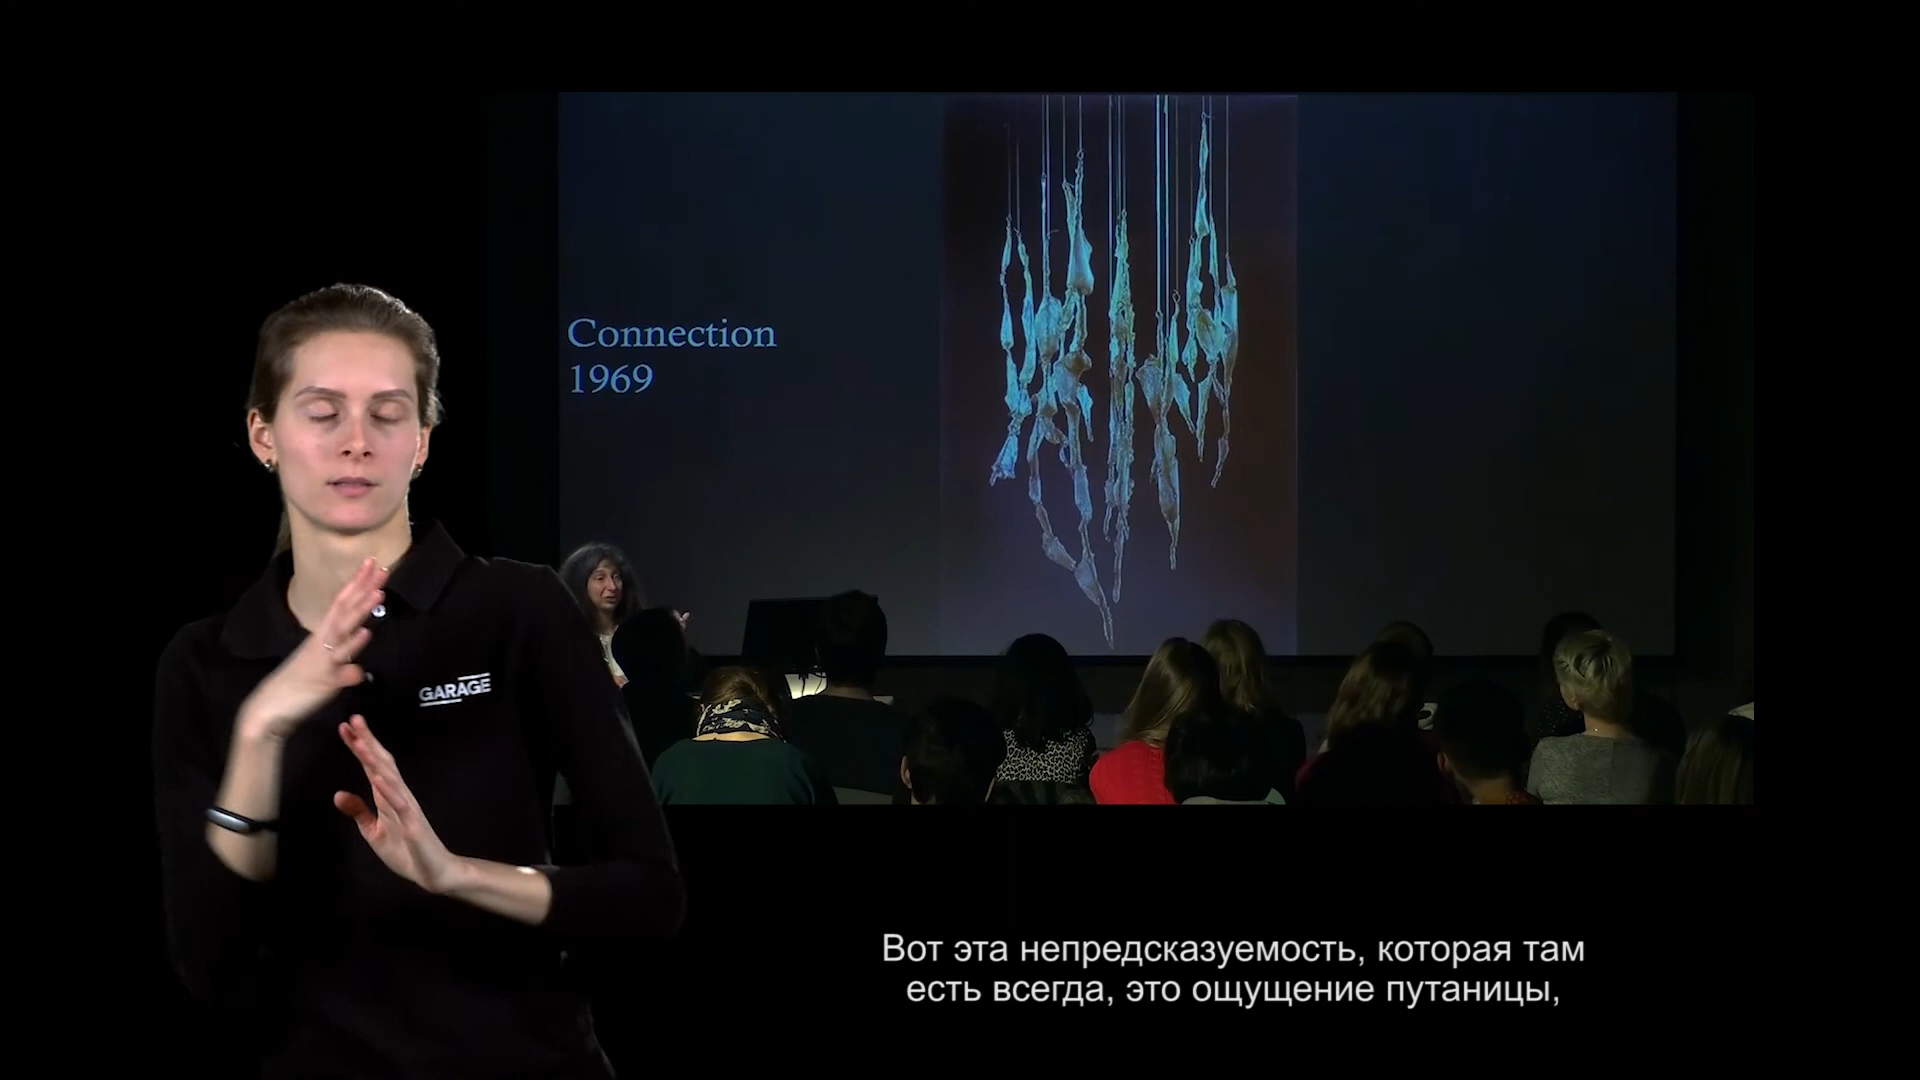 Connection
1969
GARAGE
Вот эта непредсказуемость, которая там
есть всегда, это ощущение путаницы,